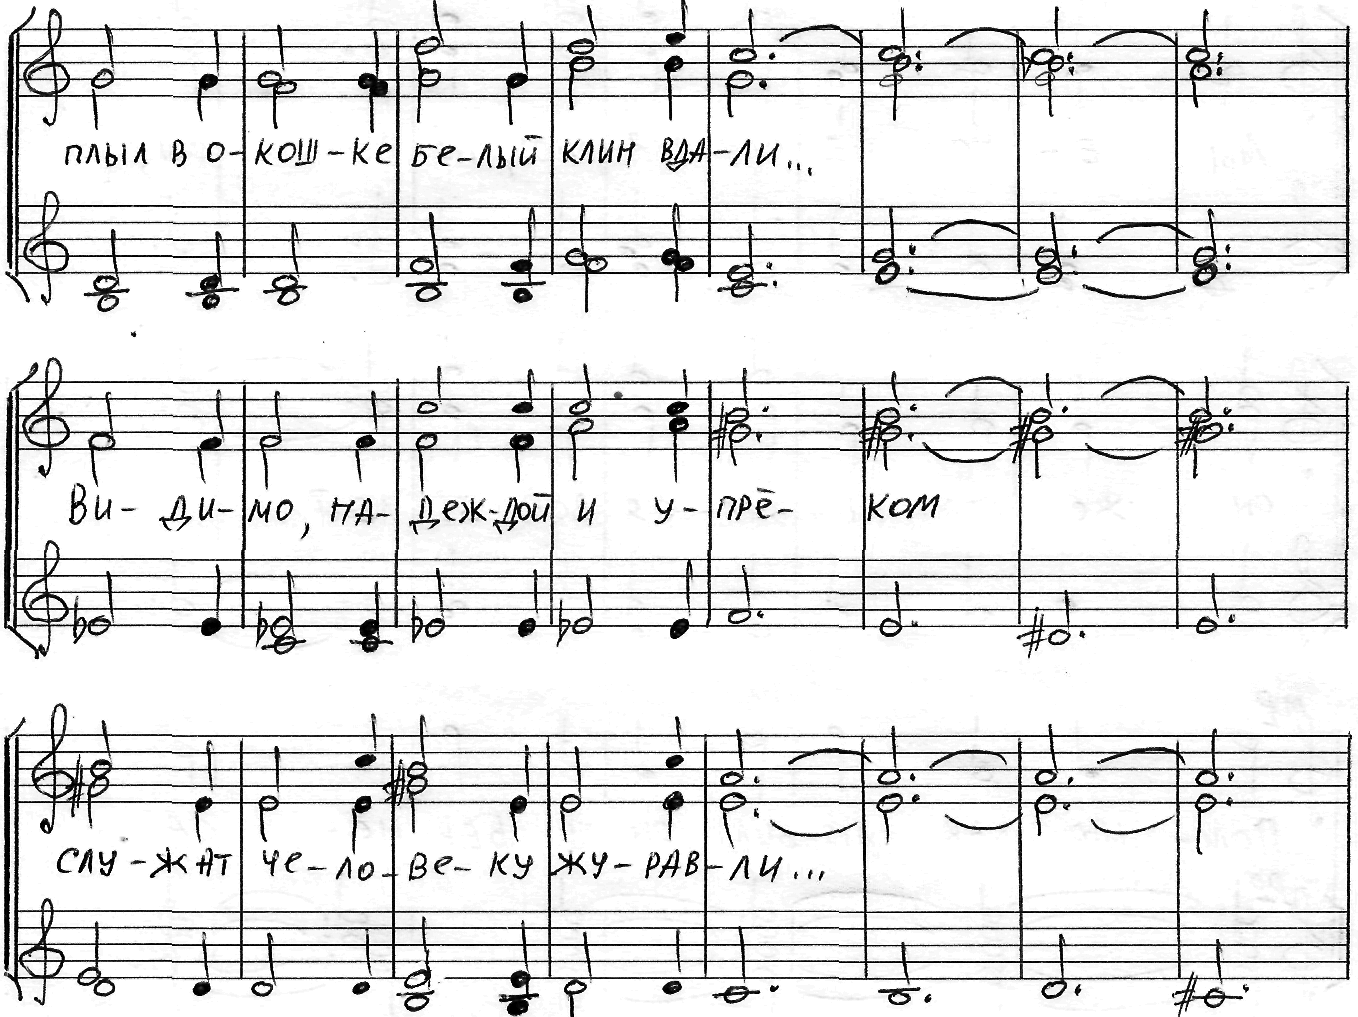 плыл в о- кош-ке бе-лый клин вда-ли...
Ви- ди- мо, на- деж-дой и у- прё- ком
слу-жат че-ло-ве-ку жу-рав-ли...